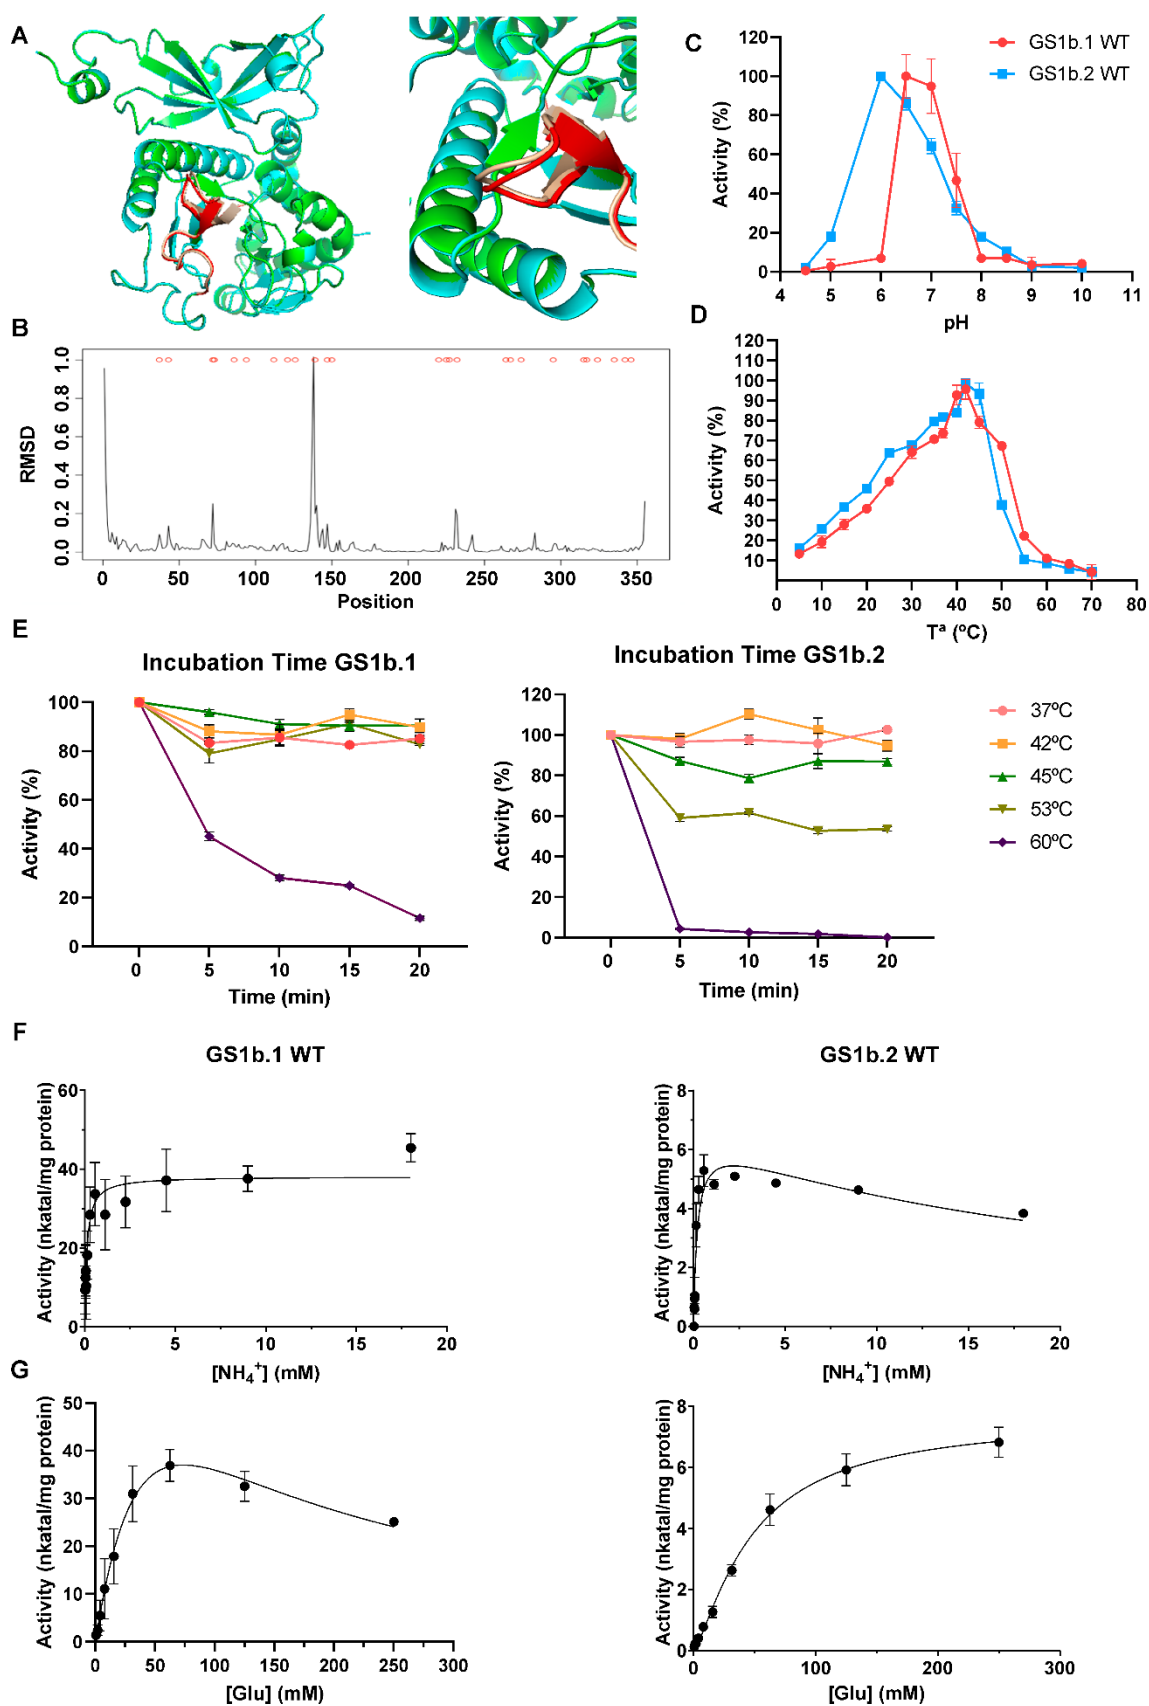 A
B
RMSD
1.0
0.8
0.6
0.4
0.2
0.0
0 50 100 150 200 250 300 350
Position
C
GS1b.1 WT
GS1b.2 WT
Activity (%)
120
100
80
60
40
20
0
4 5 6 7 8 9 10 11
pH
D
Activity (%)
100
90
80
70
60
50
40
30
20
10
0 10 20 30 40 50 60 70 80
Tª (ºC)
E
Incubation Time GS1b.1
Activity (%)
100
80
60
40
20
0
0 5 10 15 20
Time (min)
Incubation Time GS1b.2
Activity (%)
120
100
80
60
40
20
0
0 5 10 15 20
Time (min)
37ºC
42ºC
45ºC
53ºC
60ºC
F
GS1b.1 WT
Activity (nkatal/mg protein)
60
40
20
0
0 5 10 15 20
[NH₄⁺] (mM)
GS1b.2 WT
Activity (nkatal/mg protein)
8
6
4
2
0
0 5 10 15 20
[NH₄⁺] (mM)
G
Activity (nkatal/mg protein)
50
40
30
20
10
0
0 50 100 150 200 250 300
[Glu] (mM)
Activity (nkatal/mg protein)
8
6
4
2
0
0 100 200 300
[Glu] (mM)